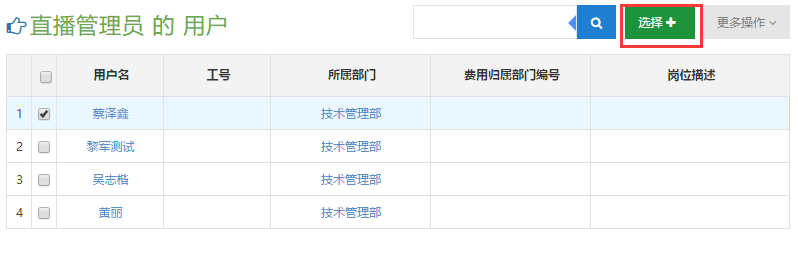 直播管理员 的 用户
选择
更多操作
用户名 工号 所属部门 费用归属部门编号 岗位描述
1 蔡泽鑫 技术管理部
2 黎军测试 技术管理部
3 吴志楷 技术管理部
4 黄丽 技术管理部